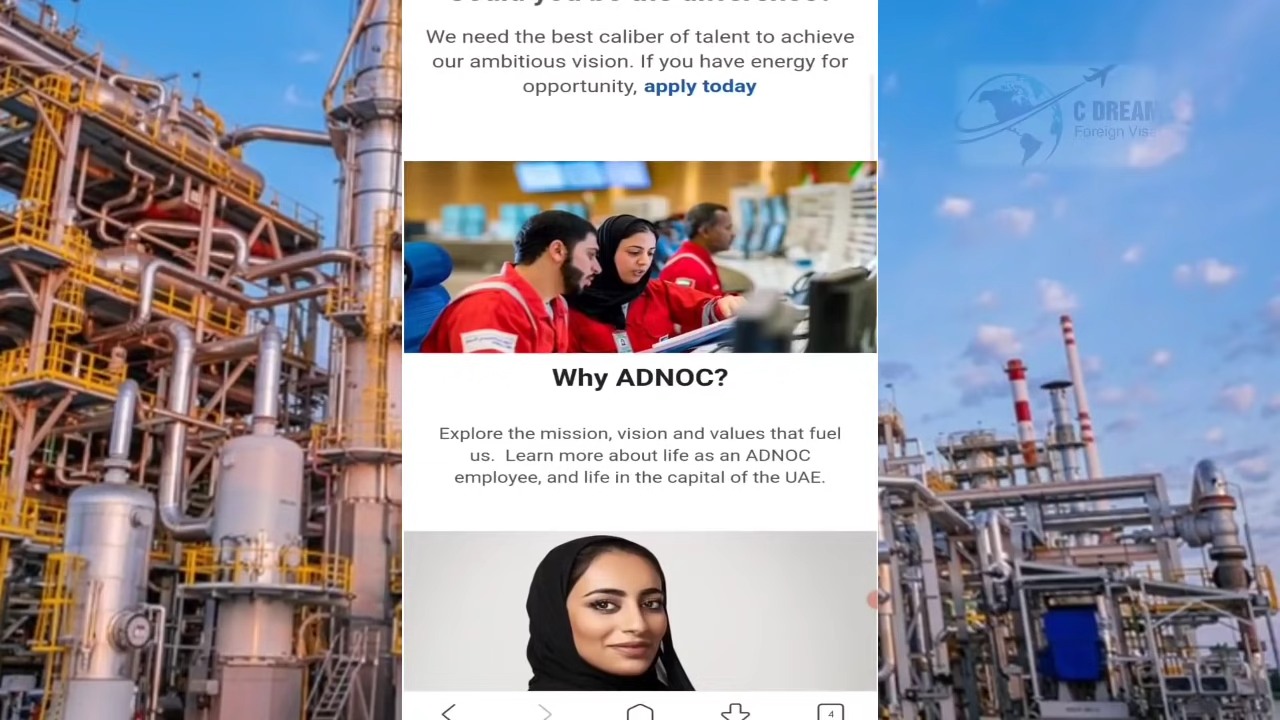 We need the best caliber of talent to achieve
our ambitious vision. If you have energy for
opportunity, apply today
C DREAM
Foreign Visa
Why ADNOC?
Explore the mission, vision and values that fuel
us. Learn more about life as an ADNOC
employee, and life in the capital of the UAE.
4